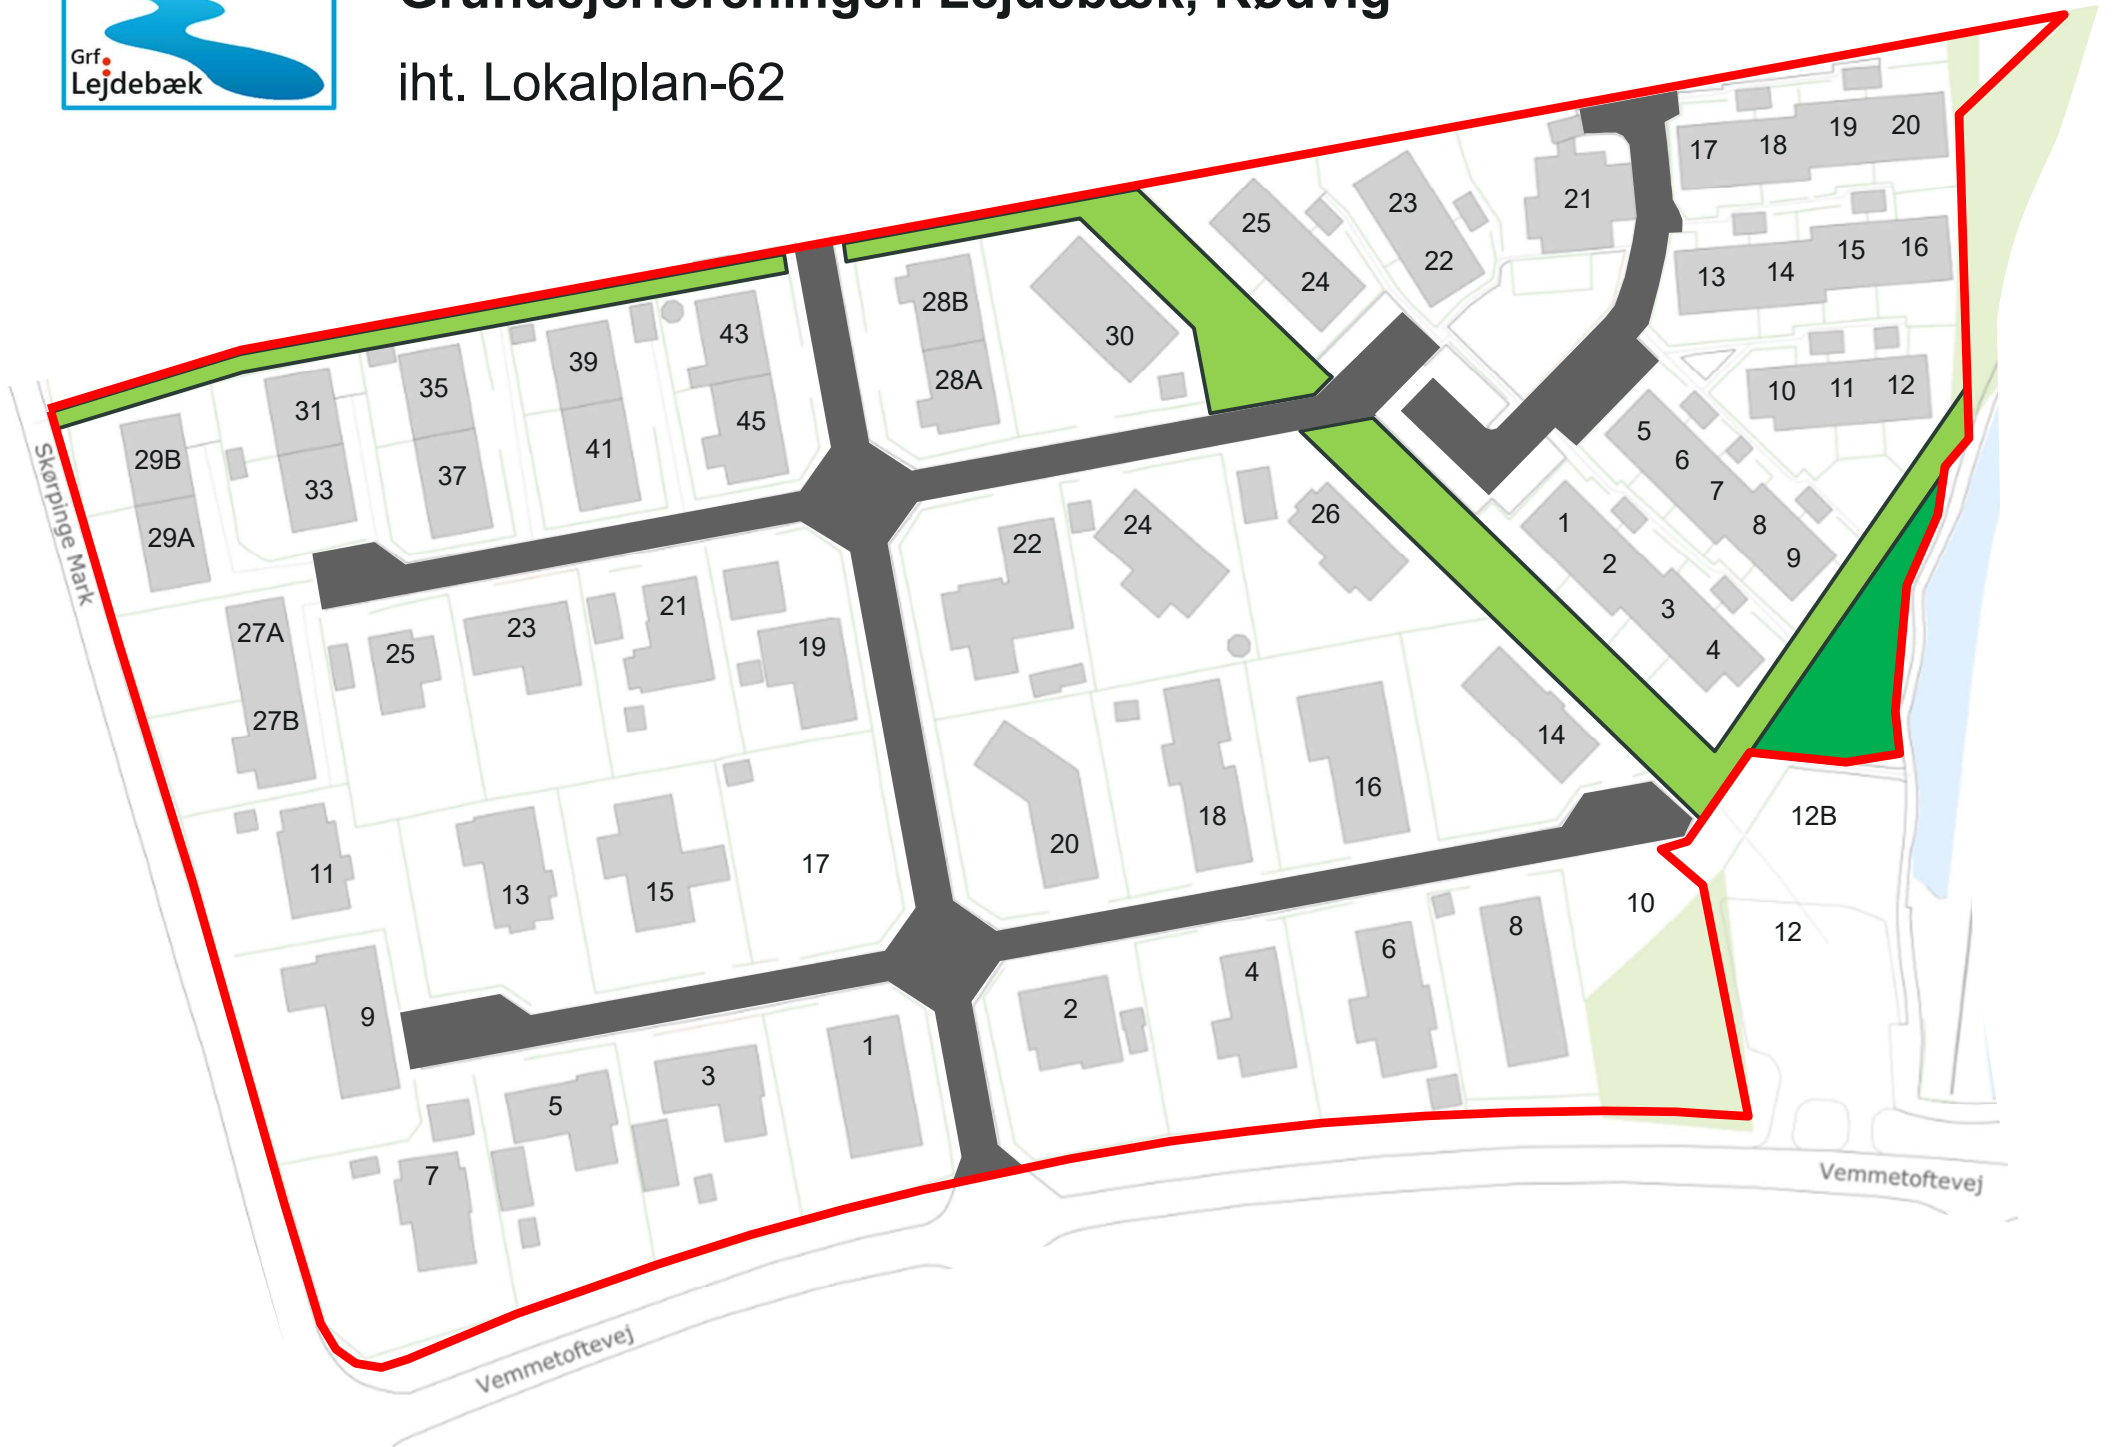 Grundejerforeningen Lejdebæk, Rødvig
iht. Lokalplan-62
Grf.
Lejdebæk
17 18 19 20
21
23
22
25
24
13 14 15 16
28B
28A
30
10 11 12
43
45
39
41
35
37
31
33
29B
29A
Skørpinge Mark
5
6
7
8
9
1
2
3
4
22
24
26
27A
27B
25
23
21
19
14
16
18
20
11
13
15
17
12B
12
10
8
6
4
2
9
1
3
5
7
Vemmetoftevej
Vemmetoftevej